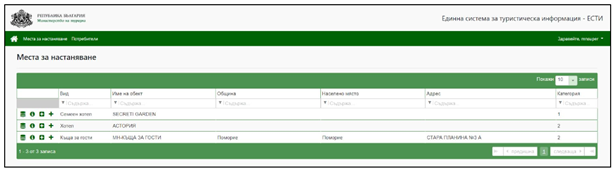 РЕПУБЛИКА БЪЛГАРИЯ
Министерство на туризма
Единна система за туристическа информация - ЕСТИ
Места за настаняване Потребители
Здравейте,
Места за настаняване
Покажи 10 записа
Вид Име на обект Община Населено място Адрес Категория
Съдържа Съдържа Съдържа Съдържа Съдържа Съдържа
Семеен хотел SECRETI GARDEN 1
Хотел АСТОРИЯ 2
Къща за гости МН-КЪЩА ЗА ГОСТИ Поморие Поморие СТАРА ПЛАНИНА №3 А 2
1 - 3 от 3 записа предишна 1 следваща